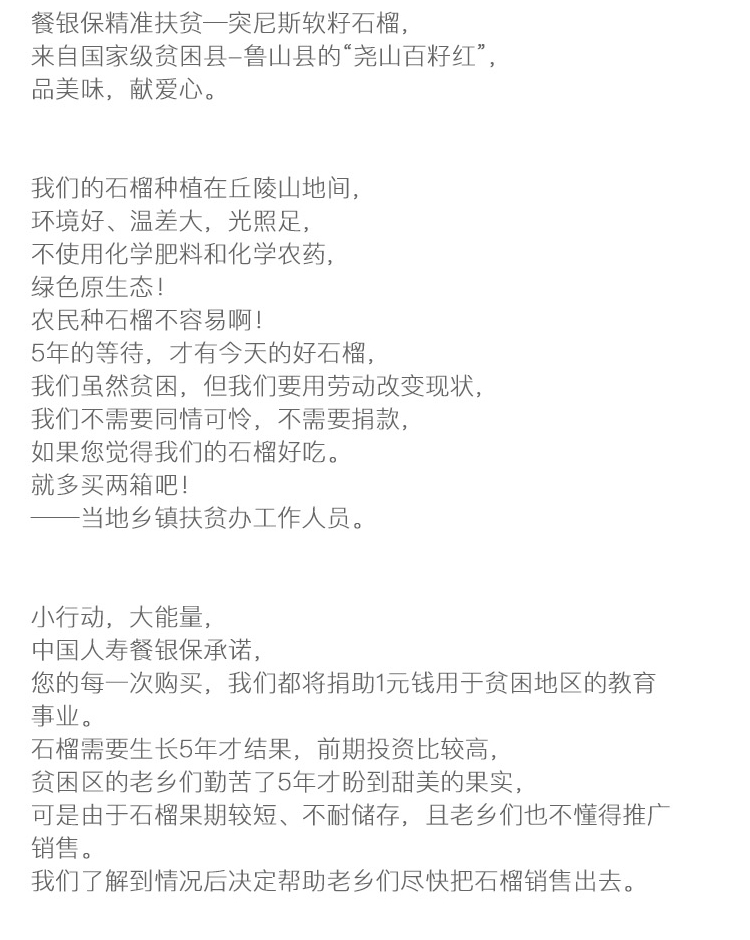 餐银保精准扶贫—突尼斯软籽石榴，
来自国家级贫困县–鲁山县的“尧山百籽红”，
品美味，献爱心。
我们的石榴种植在丘陵山地间，
环境好、温差大，光照足，
不使用化学肥料和化学农药，
绿色原生态！
农民种石榴不容易啊！
5年的等待，才有今天的好石榴，
我们虽然贫困，但我们要用劳动改变现状，
我们不需要同情可怜，不需要捐款，
如果您觉得我们的石榴好吃。
就多买两箱吧！
——当地乡镇扶贫办工作人员。
小行动，大能量，
中国人寿餐银保承诺，
您的每一次购买，我们都将捐助1元钱用于贫困地区的教育
事业。
石榴需要生长5年才结果，前期投资比较高，
贫困区的老乡们勤苦了5年才盼到甜美的果实，
可是由于石榴果期较短、不耐储存，且老乡们也不懂得推广
销售。
我们了解到情况后决定帮助老乡们尽快把石榴销售出去。